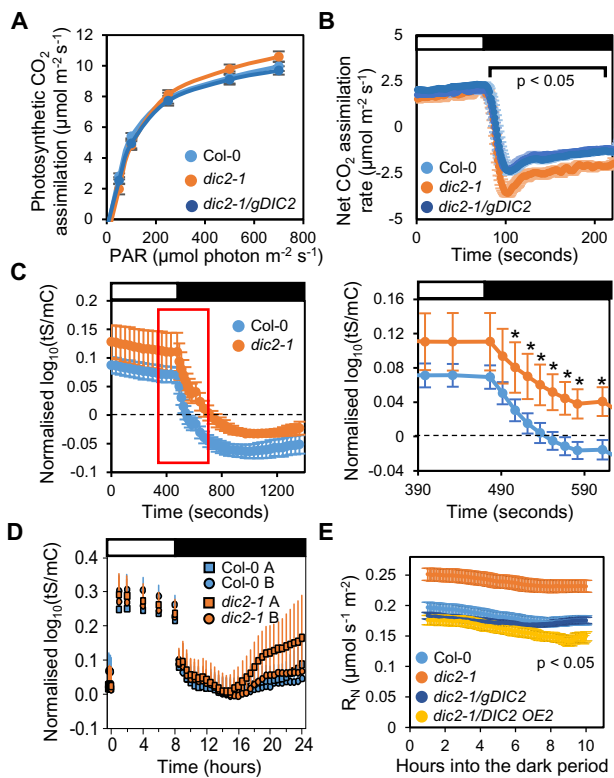 A
Photosynthetic CO2
assimilation (µmol m-2 s-1)
12
10
8
6
4
2
0
0 200 400 600 800
PAR (µmol photon m-2 s-1)
Col-0
dic2-1
dic2-1/gDIC2
B
Net CO2 assimilation
rate (µmol m-2 s-1)
5
2.5
0
-2.5
-5
p < 0.05
0 100 200
Time (seconds)
Col-0
dic2-1
dic2-1/gDIC2
C
Normalised log10(tS/mC)
0.2
0.15
0.1
0.05
0
-0.05
-0.1
0 400 800 1200
Time (seconds)
Col-0
dic2-1
Normalised log10(tS/mC)
0.16
0.12
0.08
0.04
0
-0.04
* * * * * * *
390 490 590
Time (seconds)
D
Normalised log10(tS/mC)
0.4
0.3
0.2
0.1
0.0
0 4 8 12 16 20 24
Time (hours)
Col-0 A
Col-0 B
dic2-1 A
dic2-1 B
E
RN (µmol s-1 m-2)
0.25
0.2
0.15
0.1
0.05
0
p < 0.05
Col-0
dic2-1
dic2-1/gDIC2
dic2-1/DIC2 OE2
0 2 4 6 8 10
Hours into the dark period